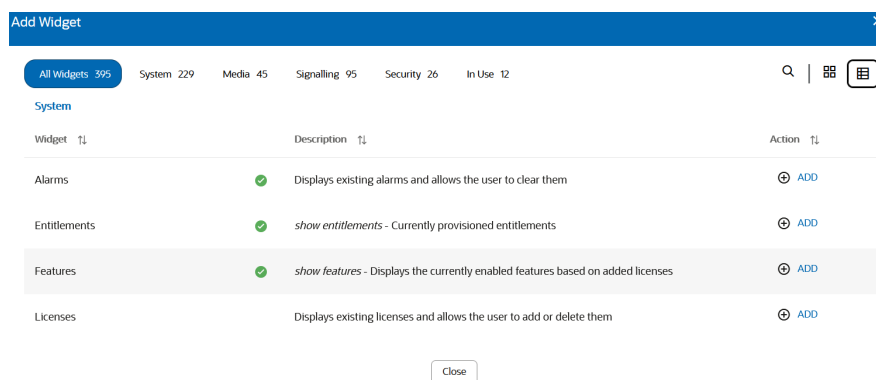 Add Widget
All Widgets 395 System 229 Media 45 Signalling 95 Security 26 In Use 12
System
Widget Description Action
Alarms Displays existing alarms and allows the user to clear them ADD
Entitlements show entitlements - Currently provisioned entitlements ADD
Features show features - Displays the currently enabled features based on added licenses ADD
Licenses Displays existing licenses and allows the user to add or delete them ADD
Close